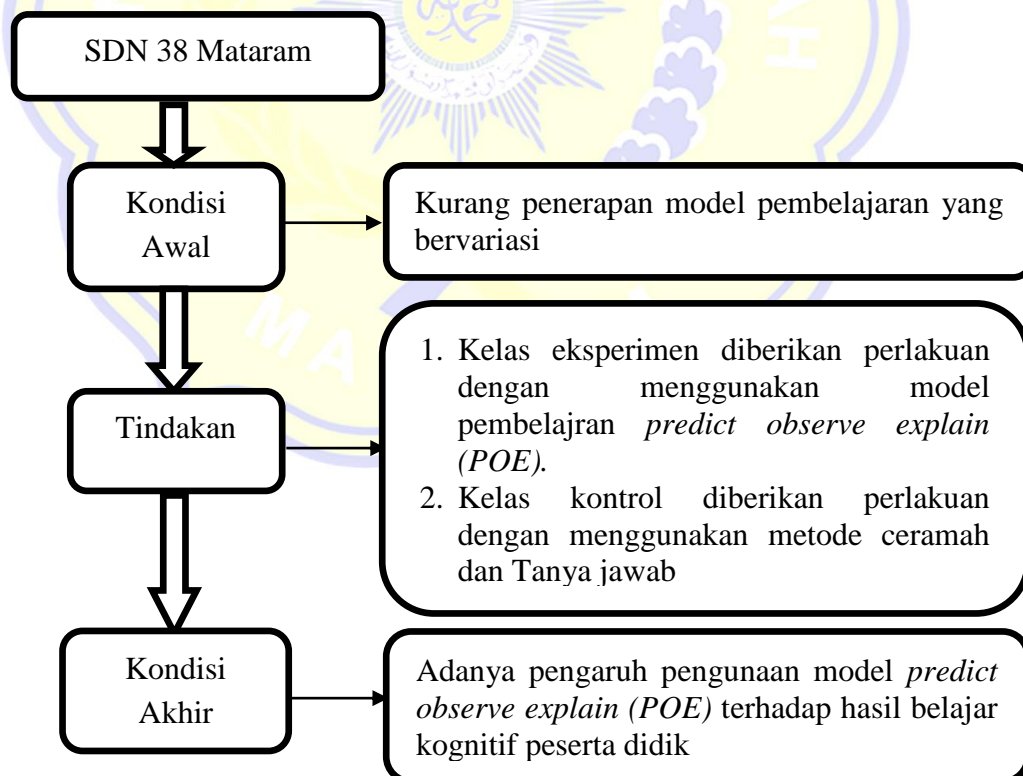 SDN 38 Mataram
Kondisi
Awal
Kurang penerapan model pembelajaran yang
bervariasi
Tindakan
1. Kelas eksperimen diberikan perlakuan
dengan menggunakan model
pembelajran predict observe explain
(POE).
2. Kelas kontrol diberikan perlakuan
dengan menggunakan metode ceramah
dan Tanya jawab
Kondisi
Akhir
Adanya pengaruh pengunaan model predict
observe explain (POE) terhadap hasil belajar
kognitif peserta didik